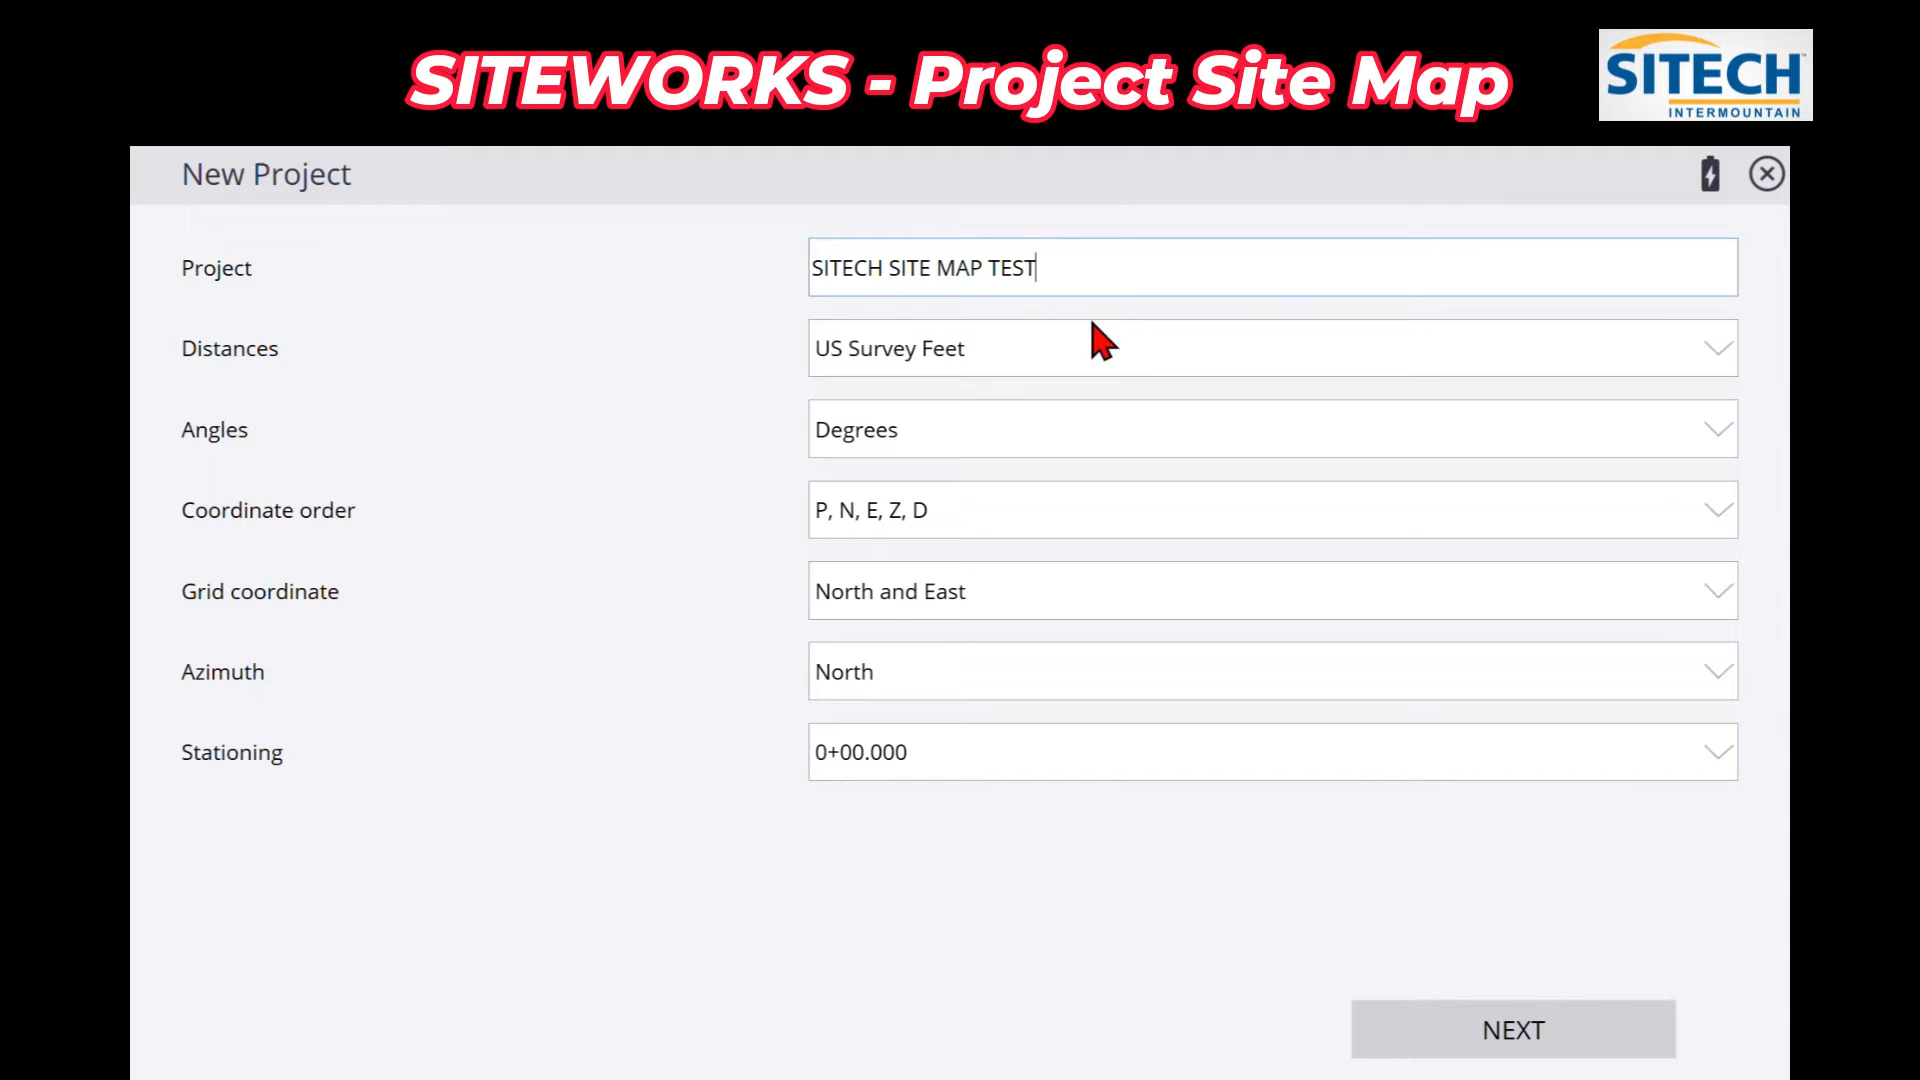 SITEWORKS - Project Site Map
SITECH
INTERMOUNTAIN
New Project
Project
SITECH SITE MAP TEST
Distances
US Survey Feet
Angles
Degrees
Coordinate order
P, N, E, Z, D
Grid coordinate
North and East
Azimuth
North
Stationing
0+00.000
NEXT